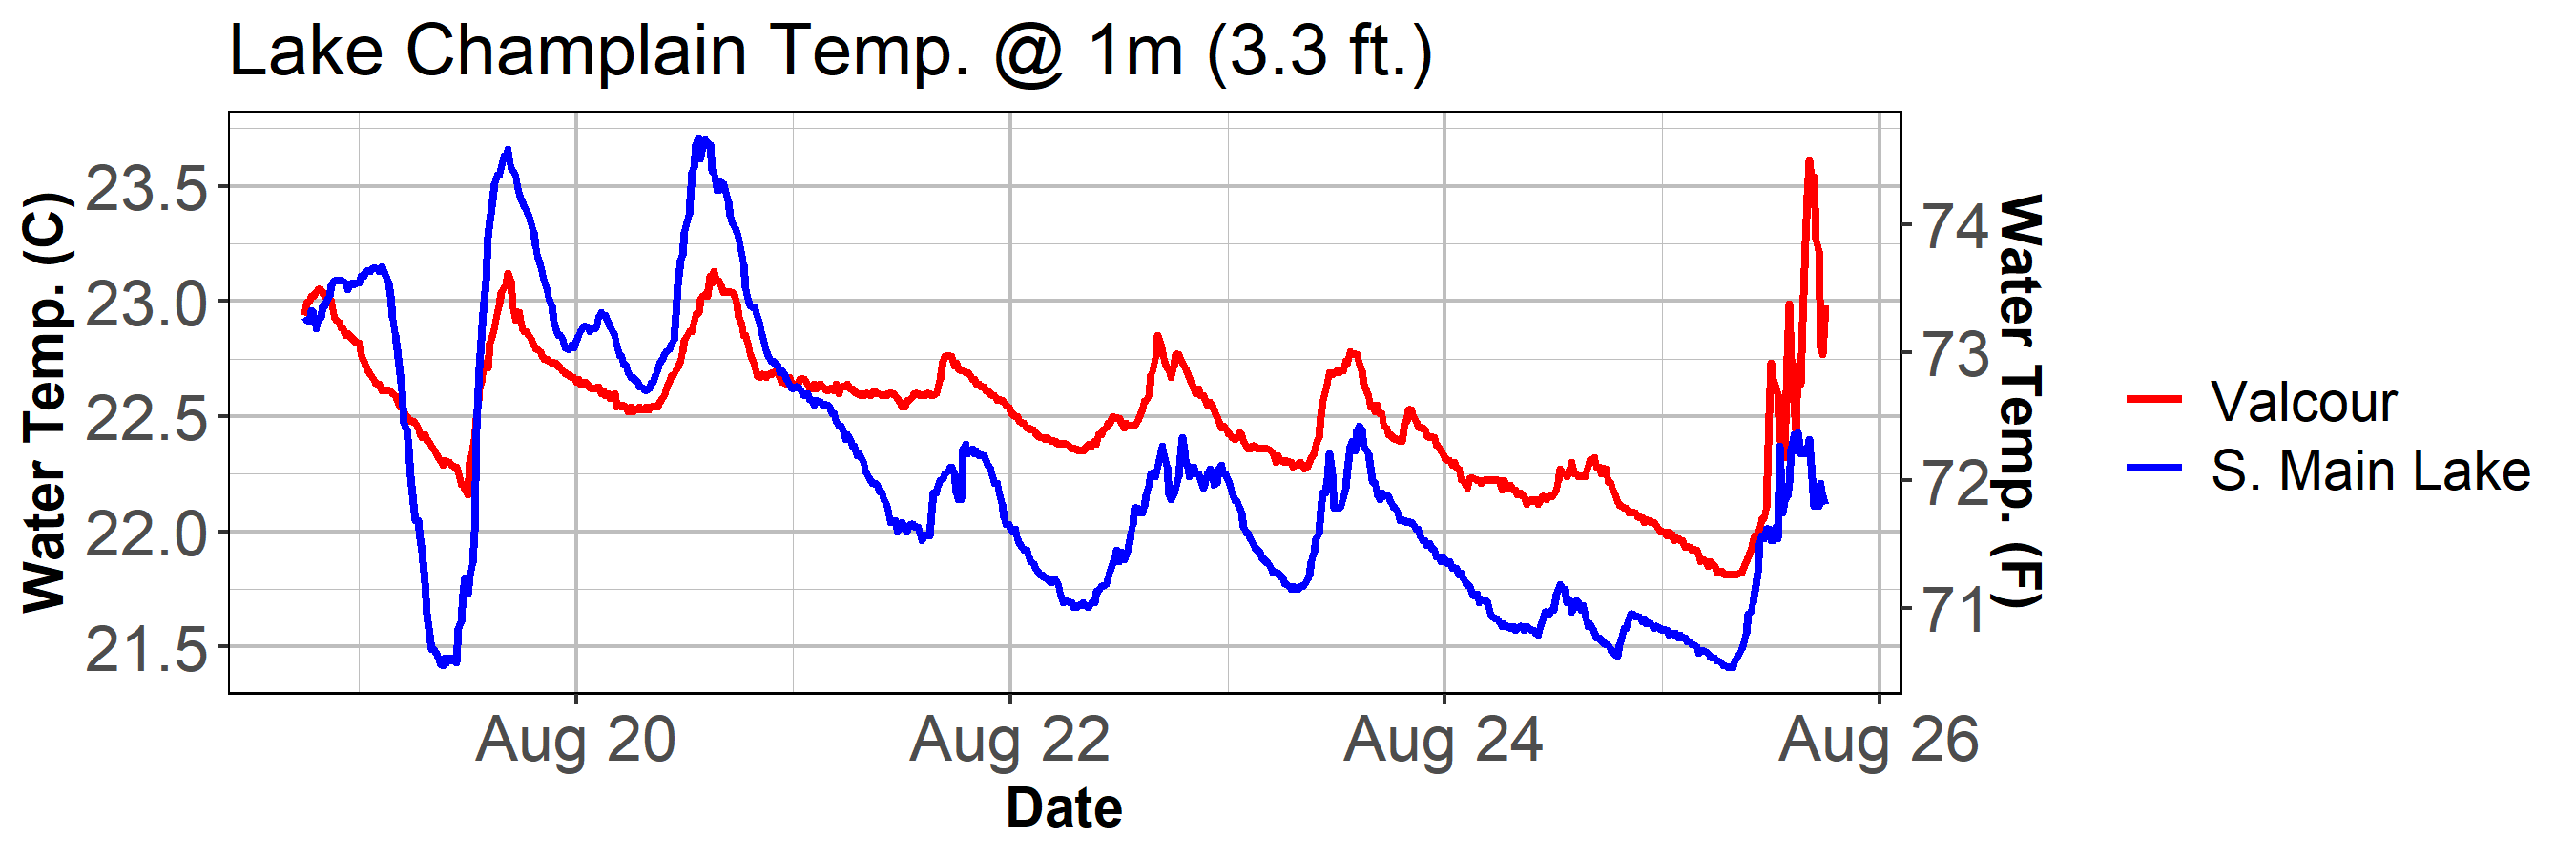 Lake Champlain Temp. @ 1m (3.3 ft.)
Water Temp. (C)
23.5
23.0
22.5
22.0
21.5
74
73
72
71
Water Temp. (F)
Aug 20
Aug 22
Aug 24
Aug 26
Date
Valcour
S. Main Lake